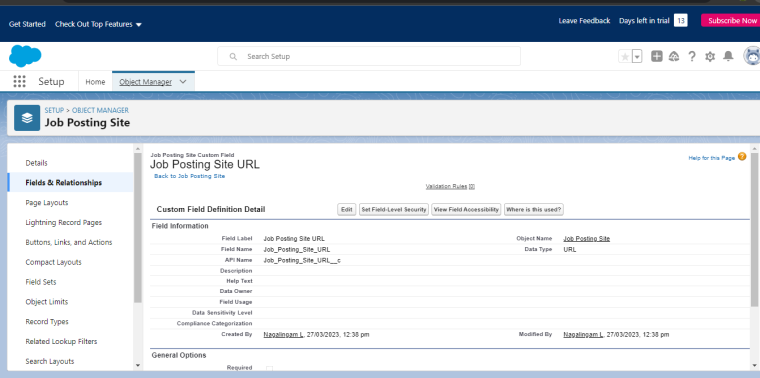 Get Started Check Out Top Features Leave Feedback Days left in trial 13 Subscribe Now
Search Setup
Setup Home Object Manager
SETUP > OBJECT MANAGER
Job Posting Site
Details
Fields & Relationships
Page Layouts
Lightning Record Pages
Buttons, Links, and Actions
Compact Layouts
Field Sets
Object Limits
Record Types
Related Lookup Filters
Search Layouts
Job Posting Site Custom Field
Job Posting Site URL
Help for this Page
Back to Job Posting Site
Validation Rules [0]
Custom Field Definition Detail Edit Set Field-Level Security View Field Accessibility Where is this used?
Field Information
Field Label Job Posting Site URL Object Name Job Posting Site
Field Name Job_Posting_Site_URL Data Type URL
API Name Job_Posting_Site_URL__c
Description
Help Text
Data Owner
Field Usage
Data Sensitivity Level
Compliance Categorization
Created By Nagalingam L, 27/03/2023, 12:38 pm Modified By Nagalingam L, 27/03/2023, 12:38 pm
General Options
Required